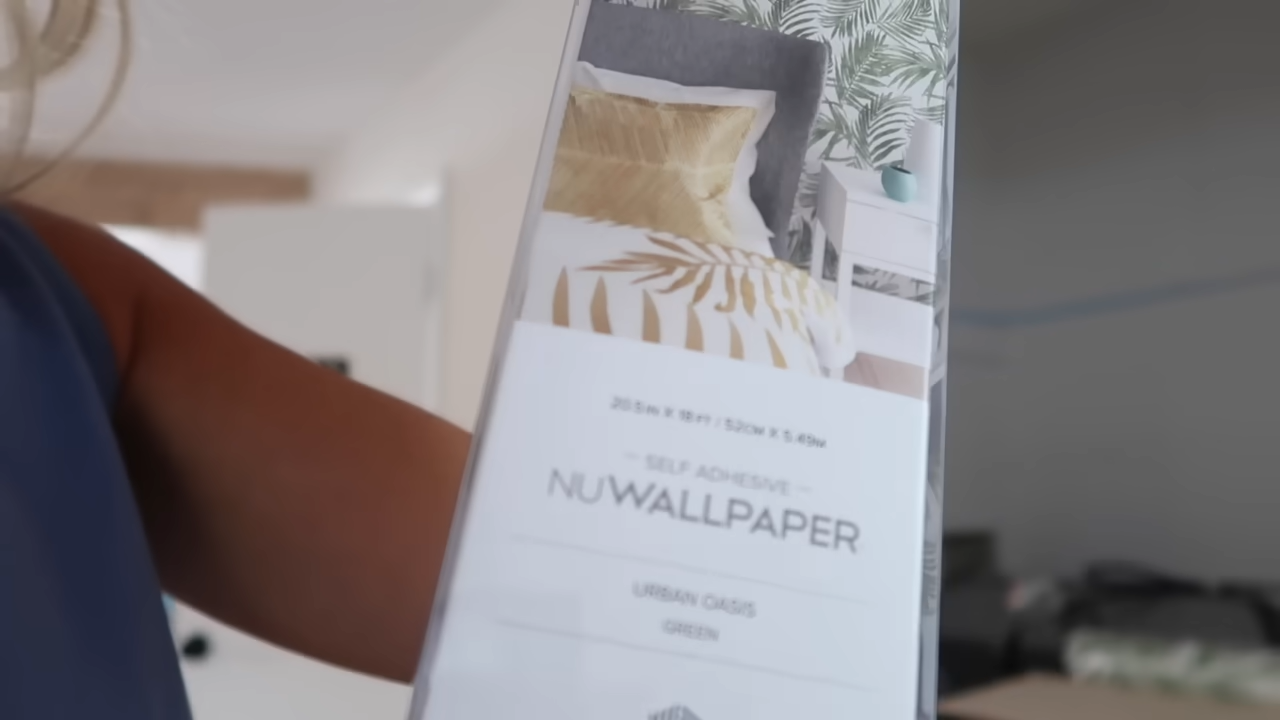 20.5in X 18FT / 52CM X 5.49M
— SELF ADHESIVE —
NUWALLPAPER
URBAN OASIS
GREEN